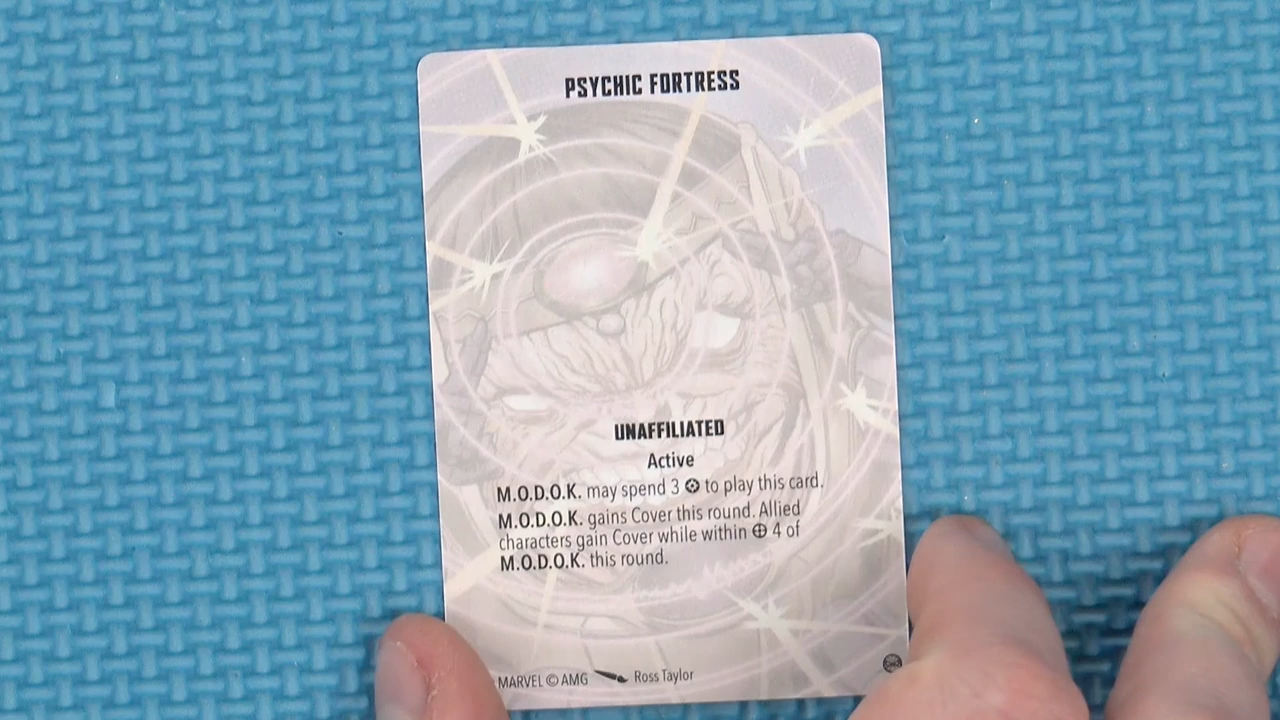 PSYCHIC FORTRESS
UNAFFILIATED
Active
M.O.D.O.K. may spend 3 to play this card.
M.O.D.O.K. gains Cover this round. Allied
characters gain Cover while within 4 of
M.O.D.O.K. this round.
MARVEL © AMG Ross Taylor